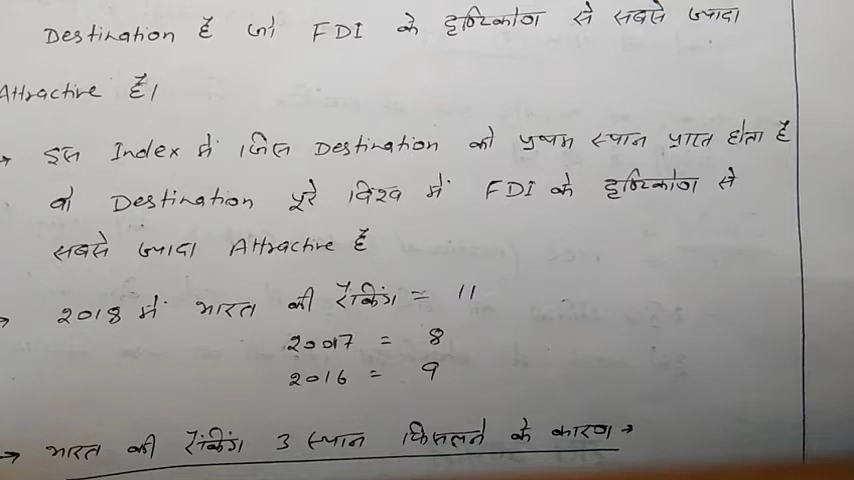 Destination हैं जो FDI के दृष्टिकोण से सबसे ज्यादा
Attractive हैं।
→ इस Index में जिस Destination को प्रथम स्थान प्राप्त होता है
वो Destination पूरे विश्व में FDI के दृष्टिकोण से
सबसे ज्यादा Attractive है
→ 2018 में भारत की रैंकिंग = 11
2017 = 8
2016 = 9
→ भारत की रैंकिंग 3 स्थान फिसलने के कारण →